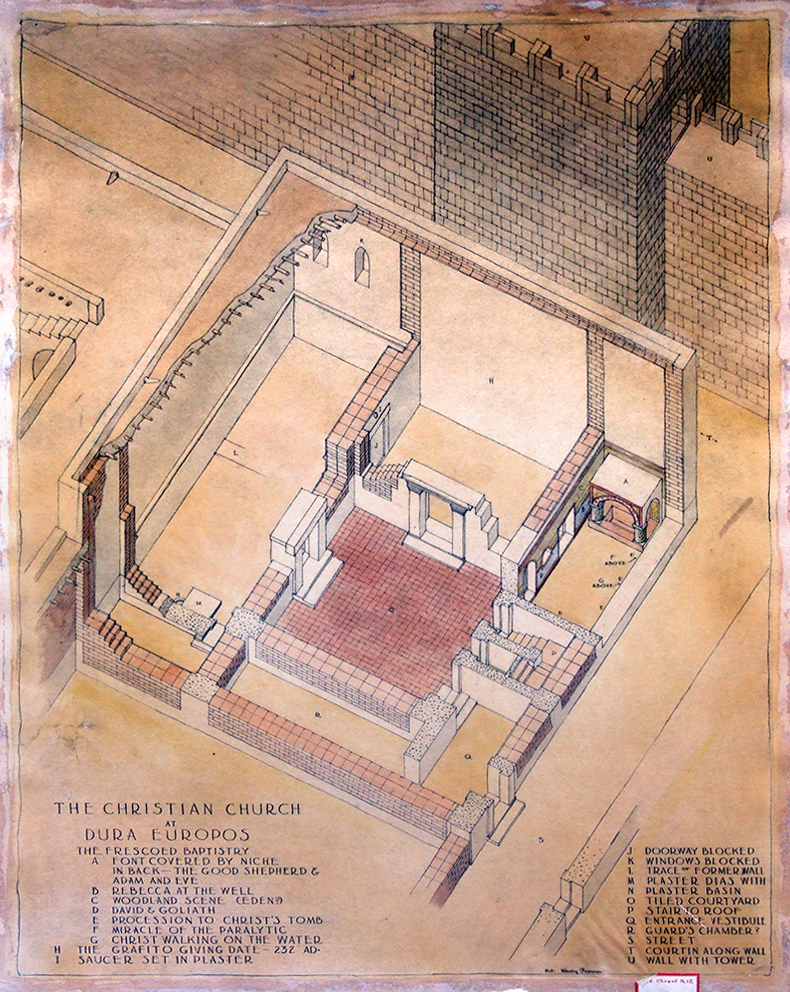 THE CHRISTIAN CHURCH
AT
DURA EUROPOS
THE FRESCOED BAPTISTRY
A FONT COVERED BY NICHE
IN BACK—THE GOOD SHEPHERD &
ADAM AND EVE
B REBECCA AT THE WELL
C WOODLAND SCENE (EDEN?)
D DAVID & GOLIATH
E PROCESSION TO CHRIST'S TOMB
F MIRACLE OF THE PARALYTIC
G CHRIST WALKING ON THE WATER
H THE GRAFITO GIVING DATE — 232 AD.
I SAUCER SET IN PLASTER
J DOORWAY BLOCKED
K WINDOWS BLOCKED
L TRACE OF FORMER WALL
M PLASTER DIAS WITH
N PLASTER BASIN
O TILED COURTYARD
P STAIR TO ROOF
Q ENTRANCE VESTIBULE
R GUARD'S CHAMBER?
S STREET
T COURTIN ALONG WALL
U WALL WITH TOWER
U
U
K
H
I
J
L
A
F
ABOVE
G
ABOVE
E
E
N
M
P
R
Q
S
T